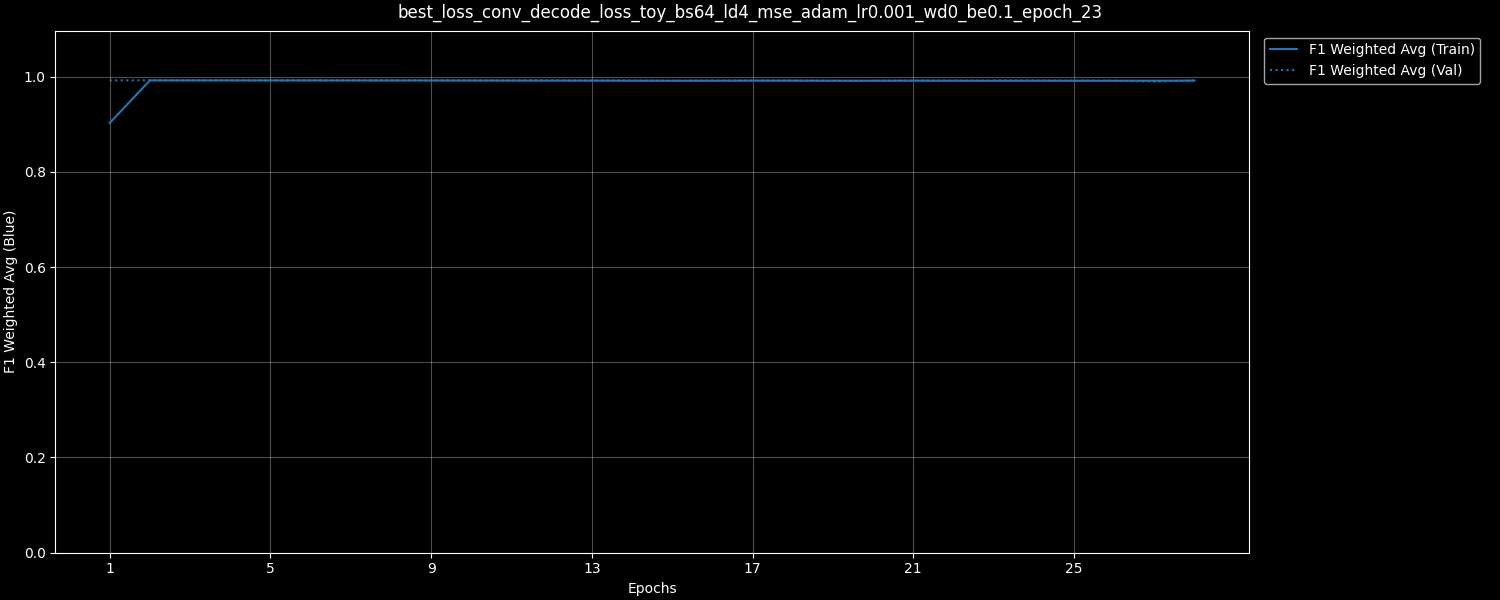 best_loss_conv_decode_loss_toy_bs64_ld4_mse_adam_lr0.001_wd0_be0.1_epoch_23
F1 Weighted Avg (Train)
F1 Weighted Avg (Val)
F1 Weighted Avg (Blue)
1.0
0.8
0.6
0.4
0.2
0.0
1 5 9 13 17 21 25
Epochs